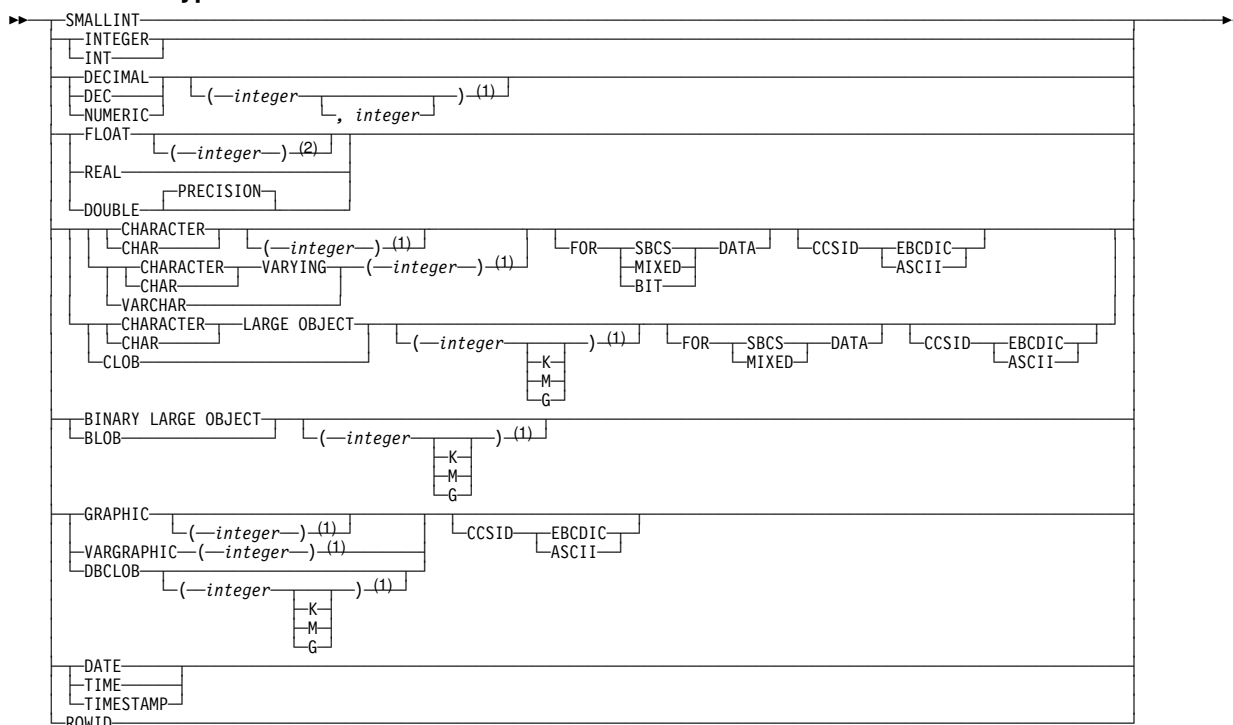 SMALLINT
INTEGER
INT
DECIMAL
DEC
NUMERIC
( integer , integer ) (1)
FLOAT
( integer ) (2)
REAL
PRECISION
DOUBLE
CHARACTER
CHAR
( integer ) (1)
CHARACTER
CHAR
VARYING
VARCHAR
( integer ) (1)
FOR SBCS DATA
MIXED
BIT
CCSID EBCDIC
ASCII
CHARACTER
CHAR
LARGE OBJECT
CLOB
( integer ) (1)
K
M
G
FOR SBCS DATA
MIXED
CCSID EBCDIC
ASCII
BINARY LARGE OBJECT
BLOB
( integer ) (1)
K
M
G
GRAPHIC
( integer ) (1)
VARGRAPHIC ( integer ) (1)
DBCLOB
( integer ) (1)
K
M
G
CCSID EBCDIC
ASCII
DATE
TIME
TIMESTAMP
ROWID